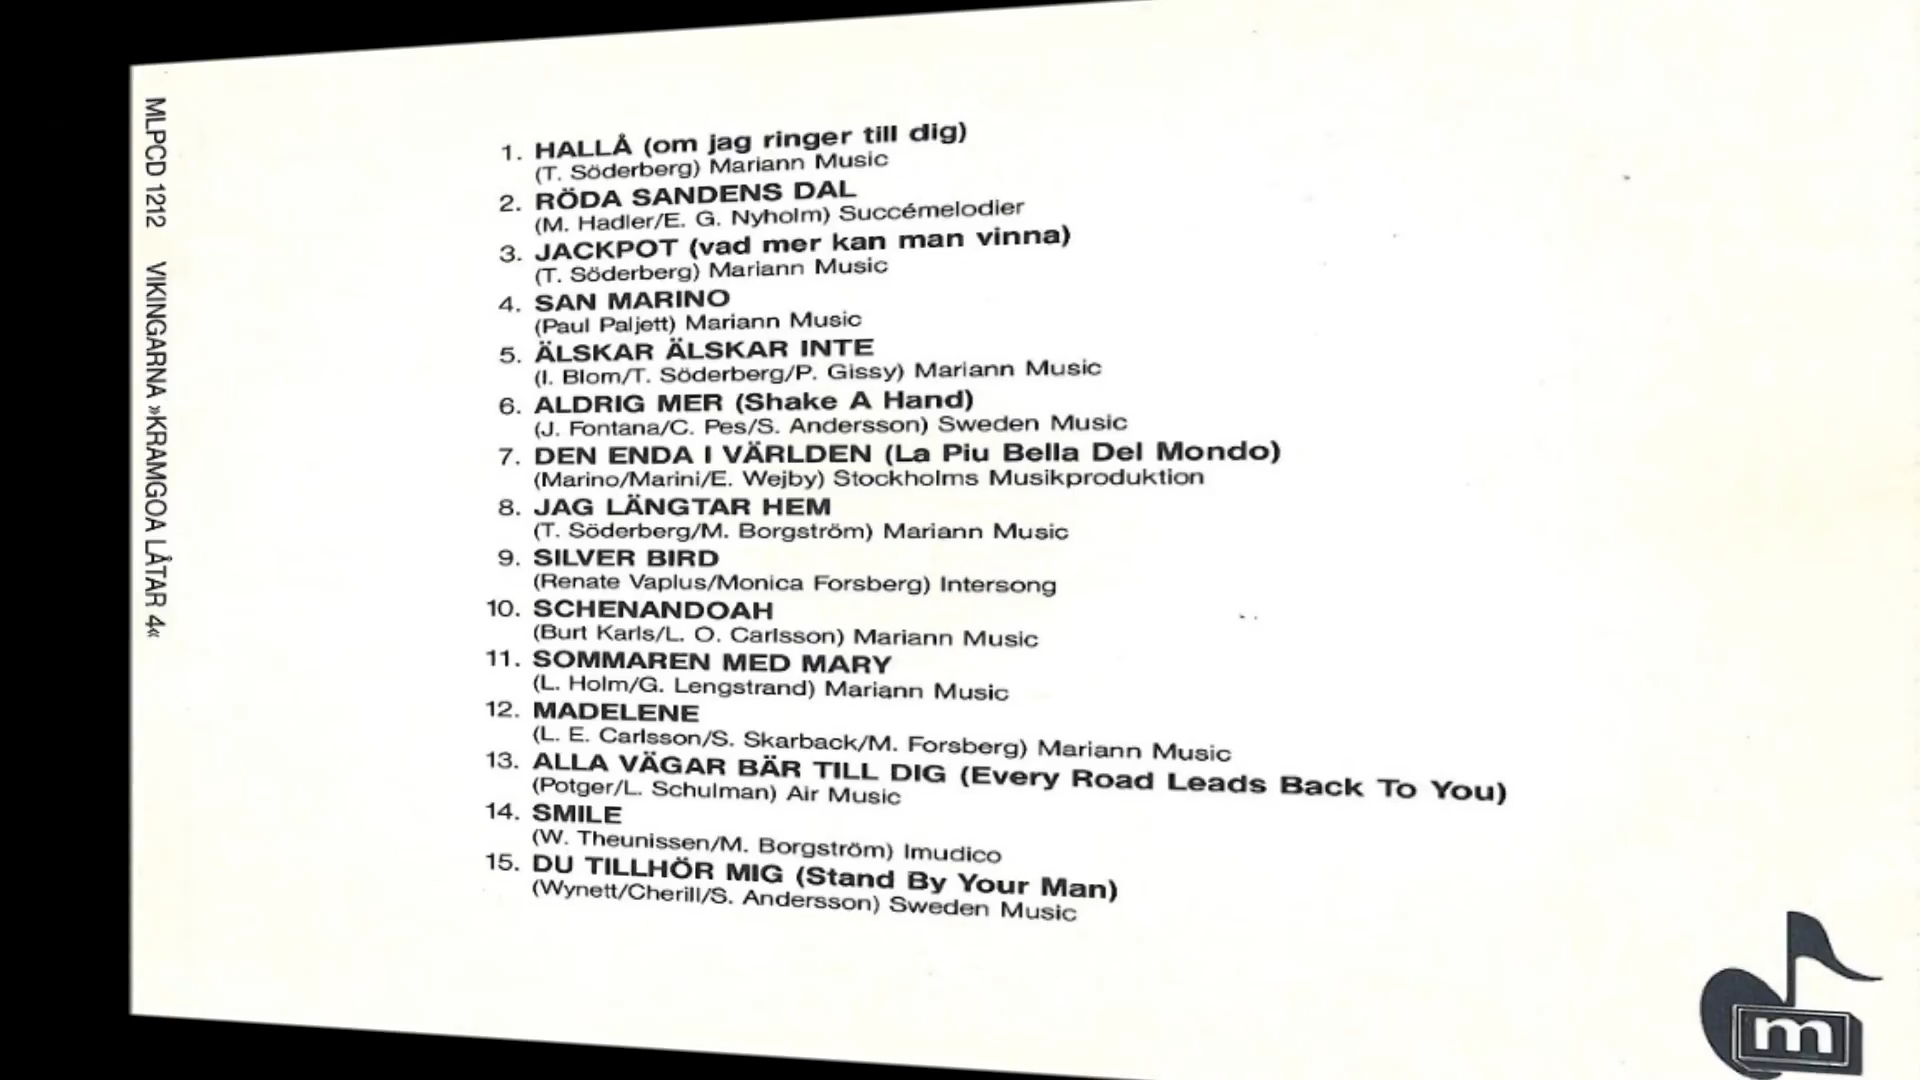 MLPCD 1212 VIKINGARNA »KRAMGOA LÅTAR 4«
1. HALLÅ (om jag ringer till dig)
(T. Söderberg) Mariann Music
2. RÖDA SANDENS DAL
(M. Hadler/E. G. Nyholm) Succémelodier
3. JACKPOT (vad mer kan man vinna)
(T. Söderberg) Mariann Music
4. SAN MARINO
(Paul Paljett) Mariann Music
5. ÄLSKAR ÄLSKAR INTE
(I. Blom/T. Söderberg/P. Gissy) Mariann Music
6. ALDRIG MER (Shake A Hand)
(J. Fontana/C. Pes/S. Andersson) Sweden Music
7. DEN ENDA I VÄRLDEN (La Piu Bella Del Mondo)
(Marino/Marini/E. Wejby) Stockholms Musikproduktion
8. JAG LÄNGTAR HEM
(T. Söderberg/M. Borgström) Mariann Music
9. SILVER BIRD
(Renate Vaplus/Monica Forsberg) Intersong
10. SCHENANDOAH
(Burt Karls/L. O. Carlsson) Mariann Music
11. SOMMAREN MED MARY
(L. Holm/G. Lengstrand) Mariann Music
12. MADELENE
(L. E. Carlsson/S. Skarback/M. Forsberg) Mariann Music
13. ALLA VÄGAR BÄR TILL DIG (Every Road Leads Back To You)
(Potger/L. Schulman) Air Music
14. SMILE
(W. Theunissen/M. Borgström) Imudico
15. DU TILLHÖR MIG (Stand By Your Man)
(Wynett/Cherill/S. Andersson) Sweden Music
m